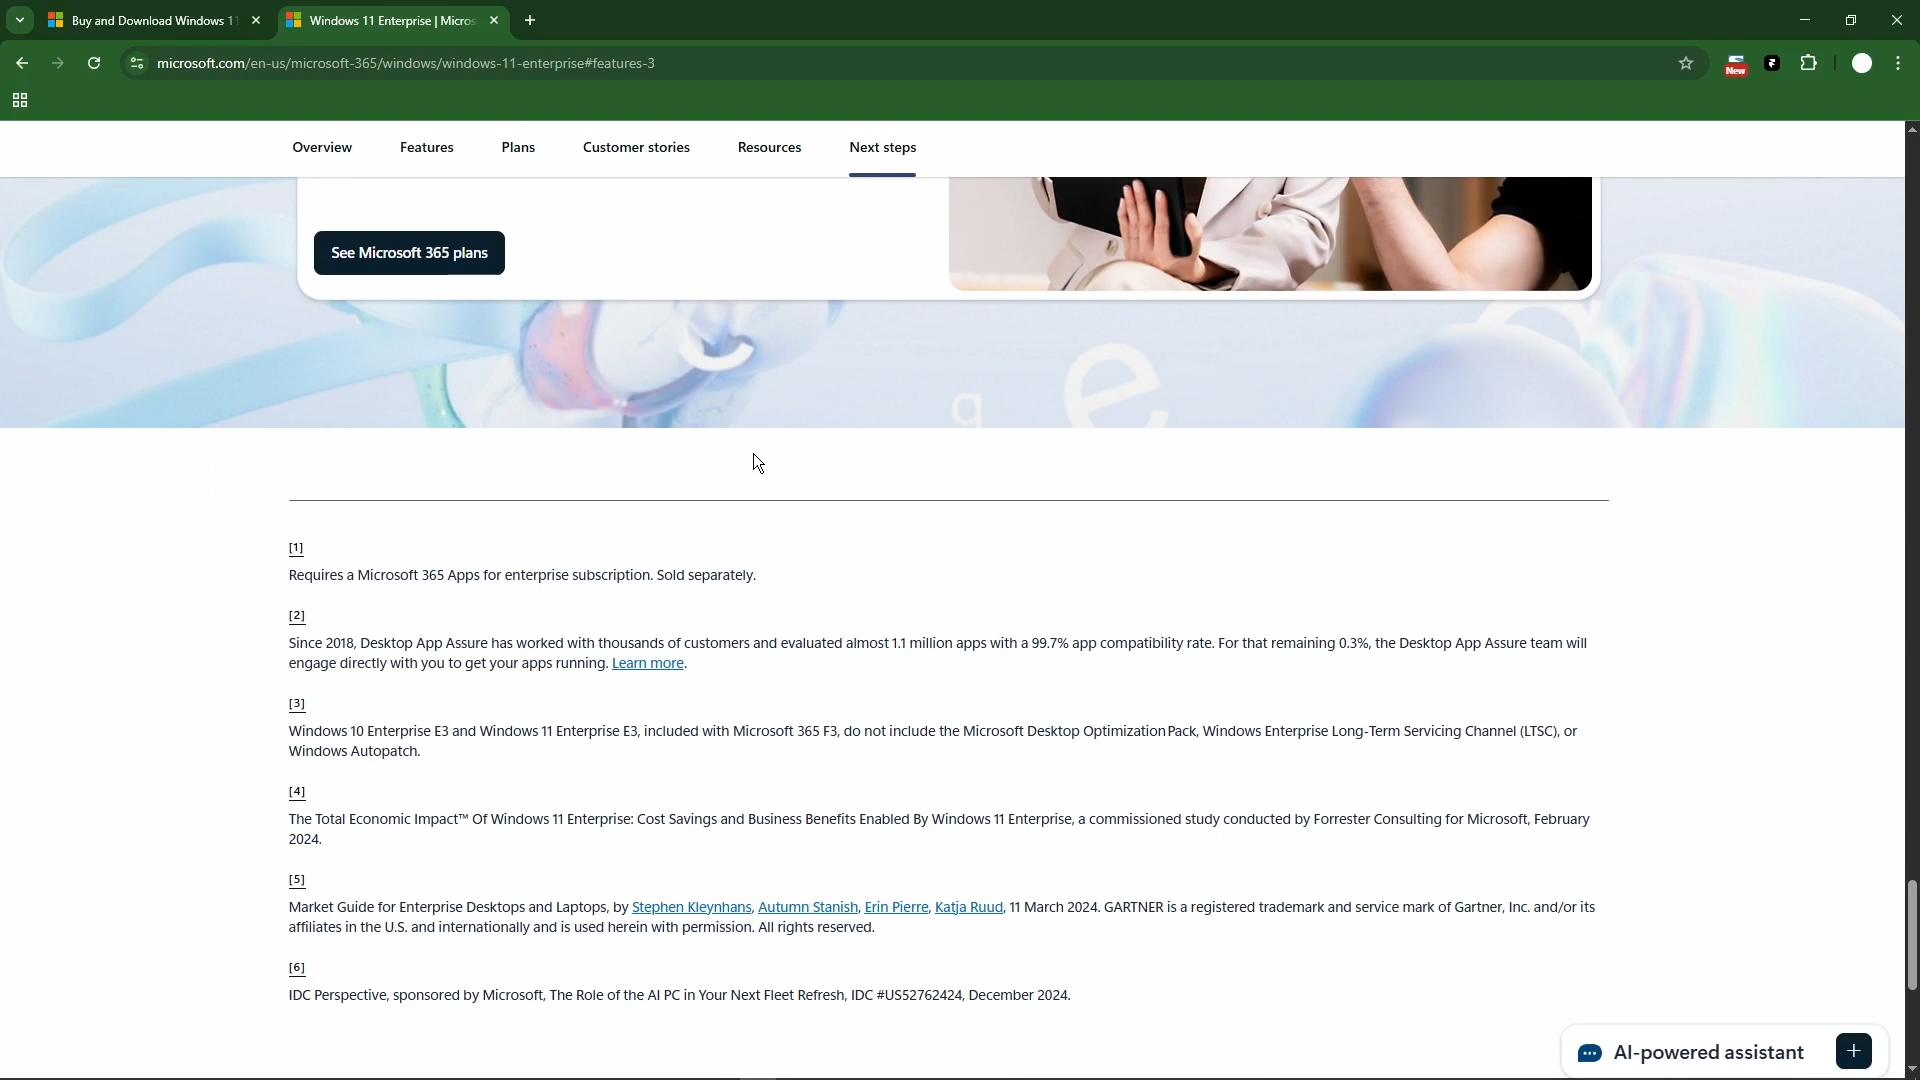 Buy and Download Windows 11
Windows 11 Enterprise | Micros
microsoft.com/en-us/microsoft-365/windows/windows-11-enterprise#features-3
New
Overview
Features
Plans
Customer stories
Resources
Next steps
See Microsoft 365 plans
g
e
[1]
Requires a Microsoft 365 Apps for enterprise subscription. Sold separately.
[2]
Since 2018, Desktop App Assure has worked with thousands of customers and evaluated almost 1.1 million apps with a 99.7% app compatibility rate. For that remaining 0.3%, the Desktop App Assure team will
engage directly with you to get your apps running. Learn more.
[3]
Windows 10 Enterprise E3 and Windows 11 Enterprise E3, included with Microsoft 365 F3, do not include the Microsoft Desktop Optimization Pack, Windows Enterprise Long-Term Servicing Channel (LTSC), or
Windows Autopatch.
[4]
The Total Economic Impact™ Of Windows 11 Enterprise: Cost Savings and Business Benefits Enabled By Windows 11 Enterprise, a commissioned study conducted by Forrester Consulting for Microsoft, February
2024.
[5]
Market Guide for Enterprise Desktops and Laptops, by Stephen Kleynhans, Autumn Stanish, Erin Pierre, Katja Ruud, 11 March 2024. GARTNER is a registered trademark and service mark of Gartner, Inc. and/or its
affiliates in the U.S. and internationally and is used herein with permission. All rights reserved.
[6]
IDC Perspective, sponsored by Microsoft, The Role of the AI PC in Your Next Fleet Refresh, IDC #US52762424, December 2024.
AI-powered assistant